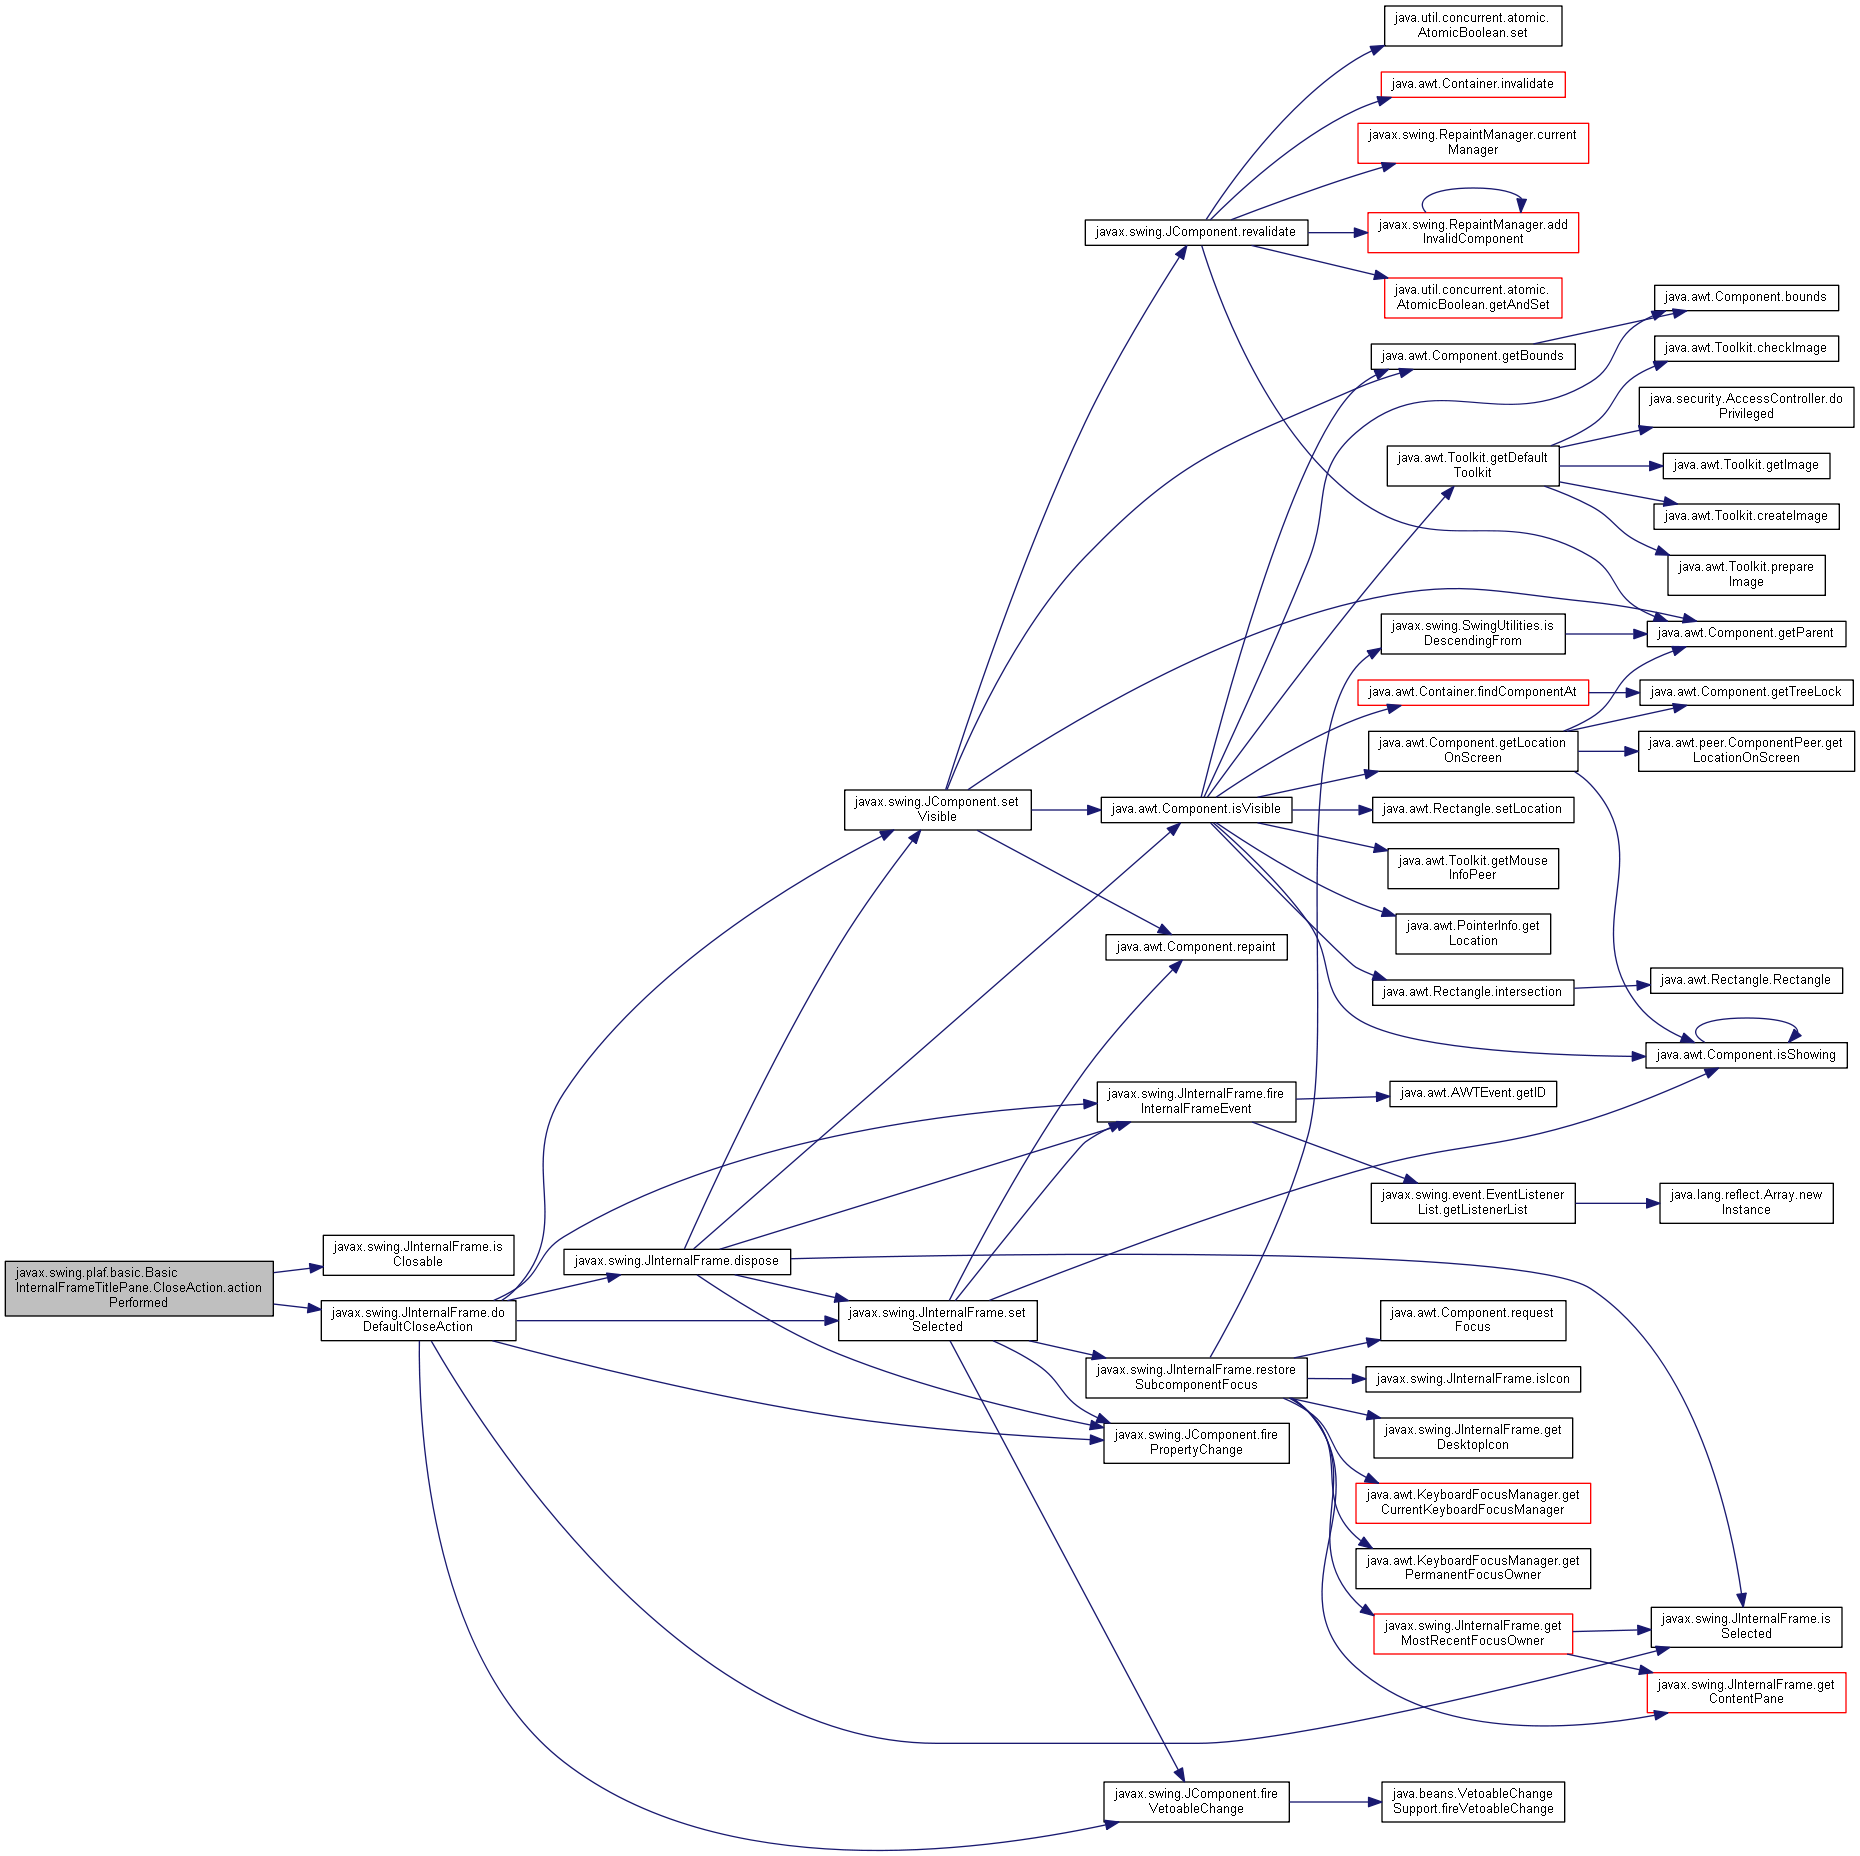 java.util.concurrent.atomic.
AtomicBoolean.set
java.awt.Container.invalidate
javax.swing.RepaintManager.current
Manager
javax.swing.JComponent.revalidate
javax.swing.RepaintManager.add
InvalidComponent
java.util.concurrent.atomic.
AtomicBoolean.getAndSet
java.awt.Component.bounds
java.awt.Component.getBounds
java.awt.Toolkit.checkImage
java.security.AccessController.do
Privileged
java.awt.Toolkit.getDefault
Toolkit
java.awt.Toolkit.getImage
java.awt.Toolkit.createImage
java.awt.Toolkit.prepare
Image
javax.swing.SwingUtilities.is
DescendingFrom
java.awt.Component.getParent
java.awt.Container.findComponentAt
java.awt.Component.getTreeLock
java.awt.Component.getLocation
OnScreen
java.awt.peer.ComponentPeer.get
LocationOnScreen
javax.swing.JComponent.set
Visible
java.awt.Component.isVisible
java.awt.Rectangle.setLocation
java.awt.Toolkit.getMouse
InfoPeer
java.awt.PointerInfo.get
Location
java.awt.Component.repaint
java.awt.Rectangle.intersection
java.awt.Rectangle.Rectangle
java.awt.Component.isShowing
javax.swing.JInternalFrame.fire
InternalFrameEvent
java.awt.AWTEvent.getID
javax.swing.event.EventListener
List.getListenerList
java.lang.reflect.Array.new
Instance
javax.swing.JInternalFrame.is
Closable
javax.swing.JInternalFrame.dispose
javax.swing.plaf.basic.Basic
InternalFrameTitlePane.CloseAction.action
Performed
javax.swing.JInternalFrame.do
DefaultCloseAction
javax.swing.JInternalFrame.set
Selected
java.awt.Component.request
Focus
javax.swing.JInternalFrame.restore
SubcomponentFocus
javax.swing.JInternalFrame.isIcon
javax.swing.JComponent.fire
PropertyChange
javax.swing.JInternalFrame.get
DesktopIcon
java.awt.KeyboardFocusManager.get
CurrentKeyboardFocusManager
java.awt.KeyboardFocusManager.get
PermanentFocusOwner
javax.swing.JInternalFrame.get
MostRecentFocusOwner
javax.swing.JInternalFrame.is
Selected
javax.swing.JInternalFrame.get
ContentPane
javax.swing.JComponent.fire
VetoableChange
java.beans.VetoableChange
Support.fireVetoableChange